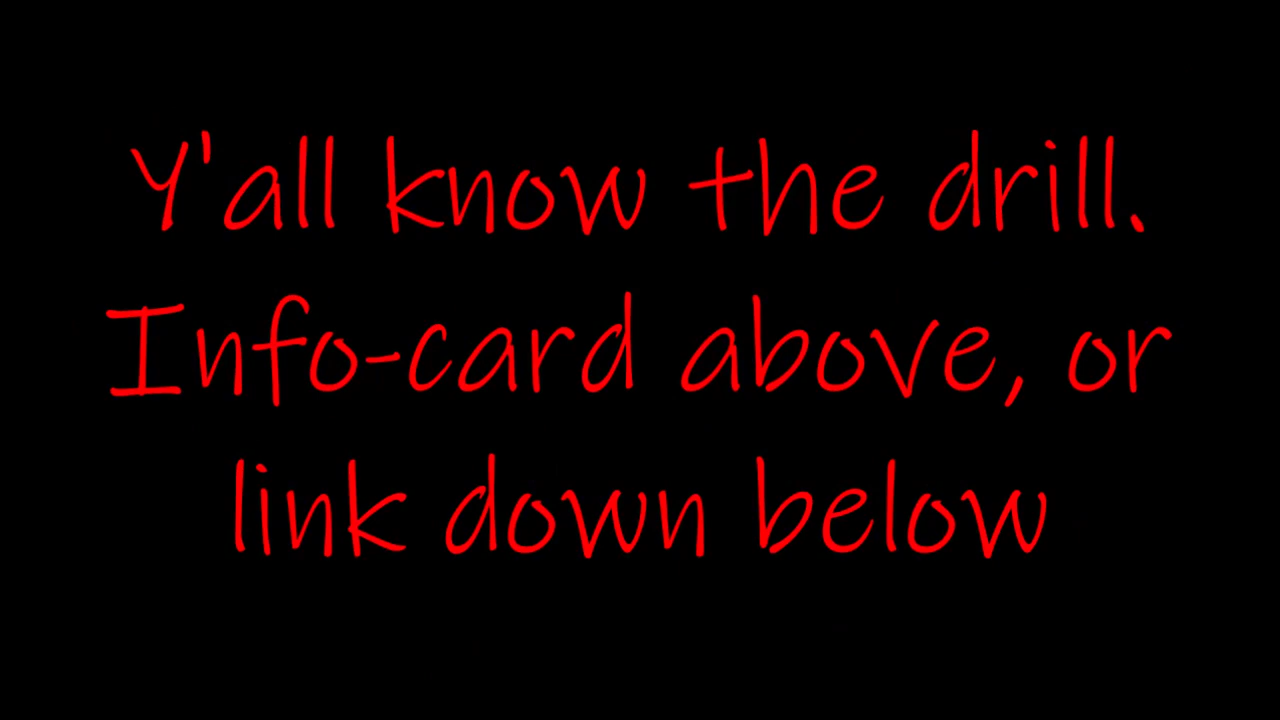 Y'all know the drill.
Info-card above, or
link down below